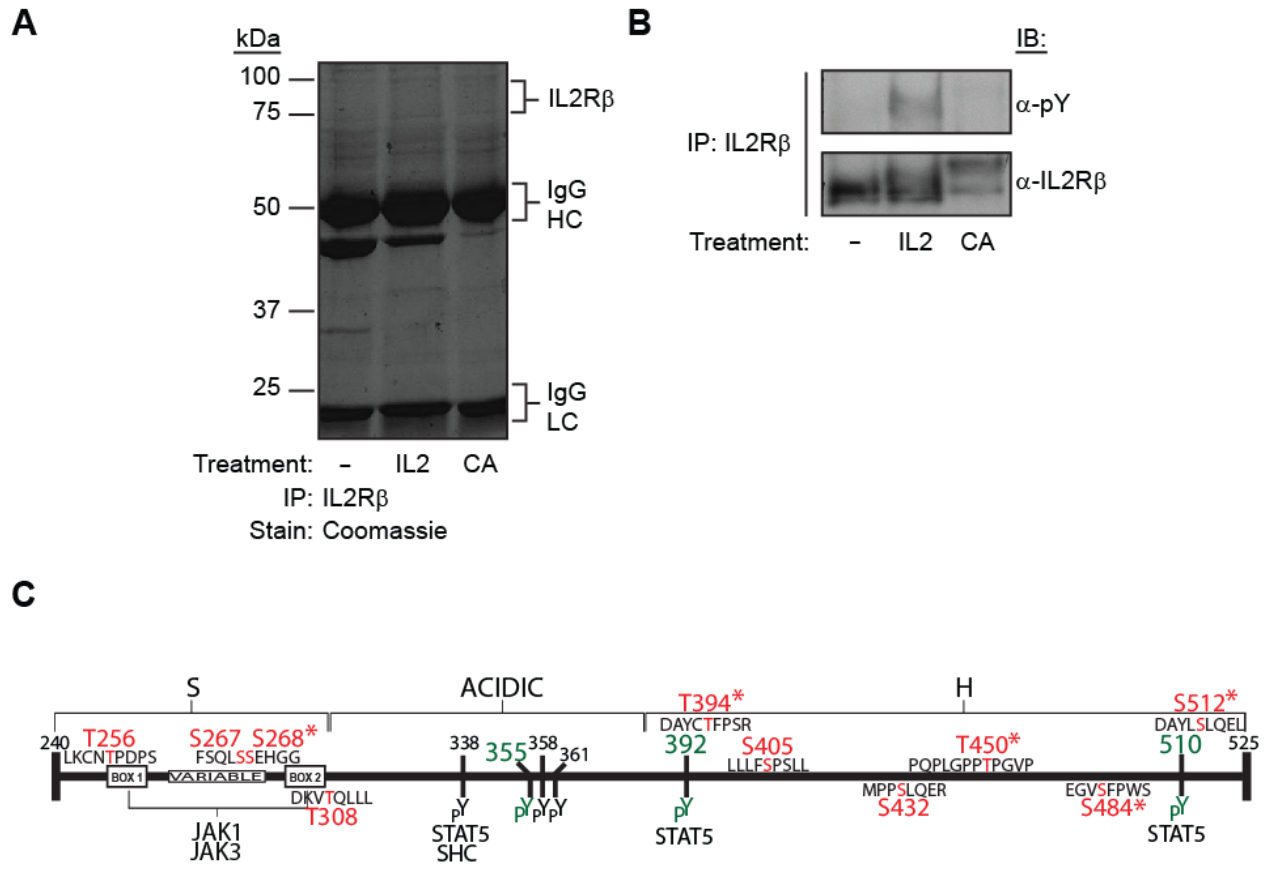 A
kDa
100
75
50
37
25
IL2Rβ
IgG
HC
IgG
LC
Treatment: – IL2 CA
IP: IL2Rβ
Stain: Coomassie
B
IB:
IP: IL2Rβ
α-pY
α-IL2Rβ
Treatment: – IL2 CA
C
S ACIDIC H
T394* S512*
DAYCTFPSR DAYLSLQEL
240 T256 S267 S268* 338 355 358 361 392 S405 T450* 510 525
LKCNTPDPS FSQLSSEHGG LLLFSPSLL PQPLGPPTPGVP
BOX 1 VARIABLE BOX 2
DKVTQLLL MPPSLQER EGVSFPWS
T308 S432 S484*
pY pY pY pY pY pY
JAK1 STAT5 STAT5 STAT5
JAK3 SHC